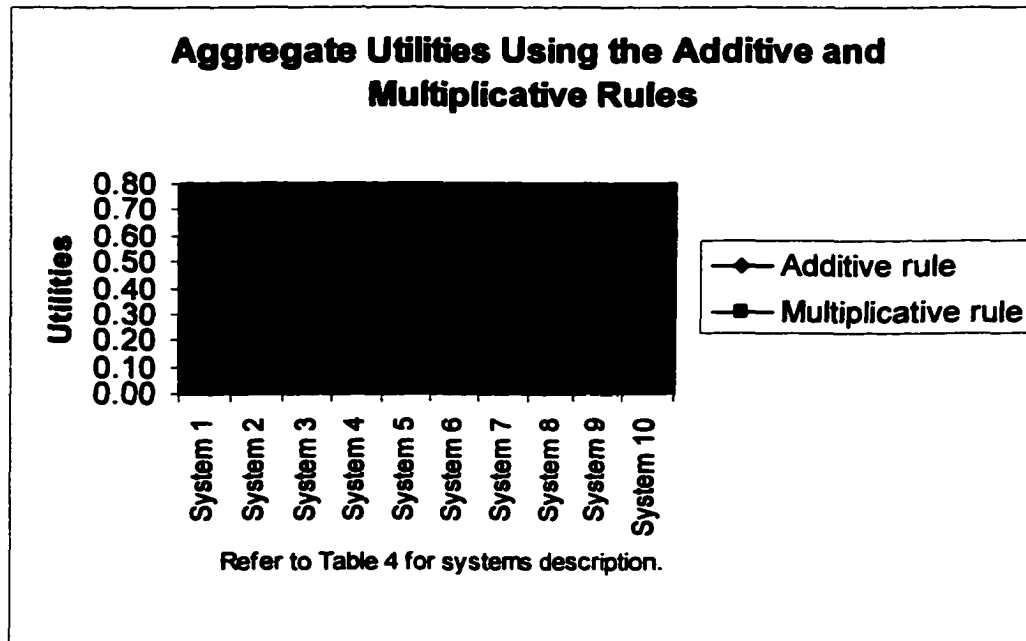 Aggregate Utilities Using the Additive and
Multiplicative Rules
0.80
0.70
0.60
0.50
0.40
0.30
0.20
0.10
0.00
Utilities
System 1
System 2
System 3
System 4
System 5
System 6
System 7
System 8
System 9
System 10
Refer to Table 4 for systems description.
Additive rule
Multiplicative rule